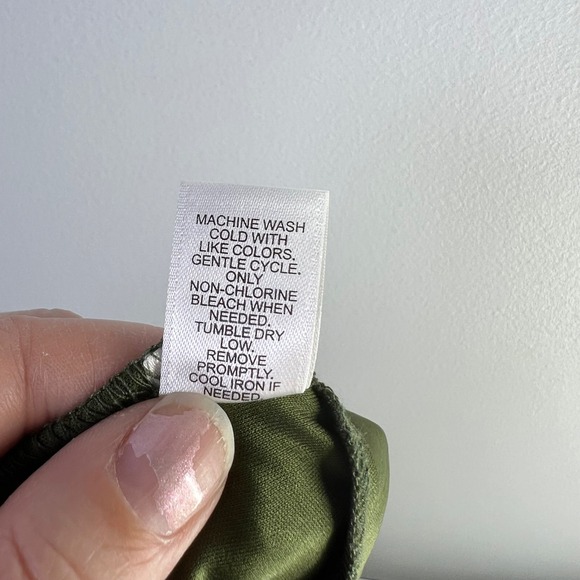 MACHINE WASH
COLD WITH
LIKE COLORS.
GENTLE CYCLE.
ONLY
NON-CHLORINE
BLEACH WHEN
NEEDED.
TUMBLE DRY
LOW.
REMOVE
PROMPTLY.
COOL IRON IF
NEEDED